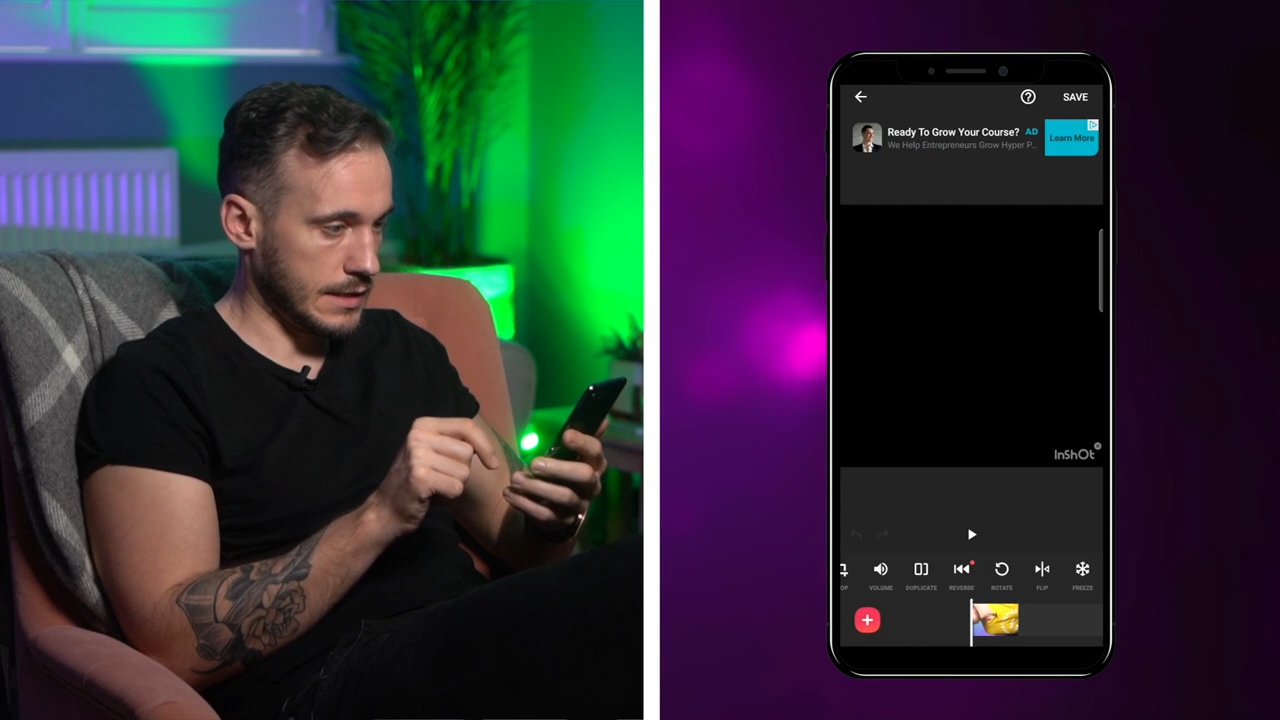 SAVE
Ready To Grow Your Course? AD
We Help Entrepreneurs Grow Hyper P...
Learn More
InShOt
OP VOLUME DUPLICATE REVERSE ROTATE FLIP FREEZE